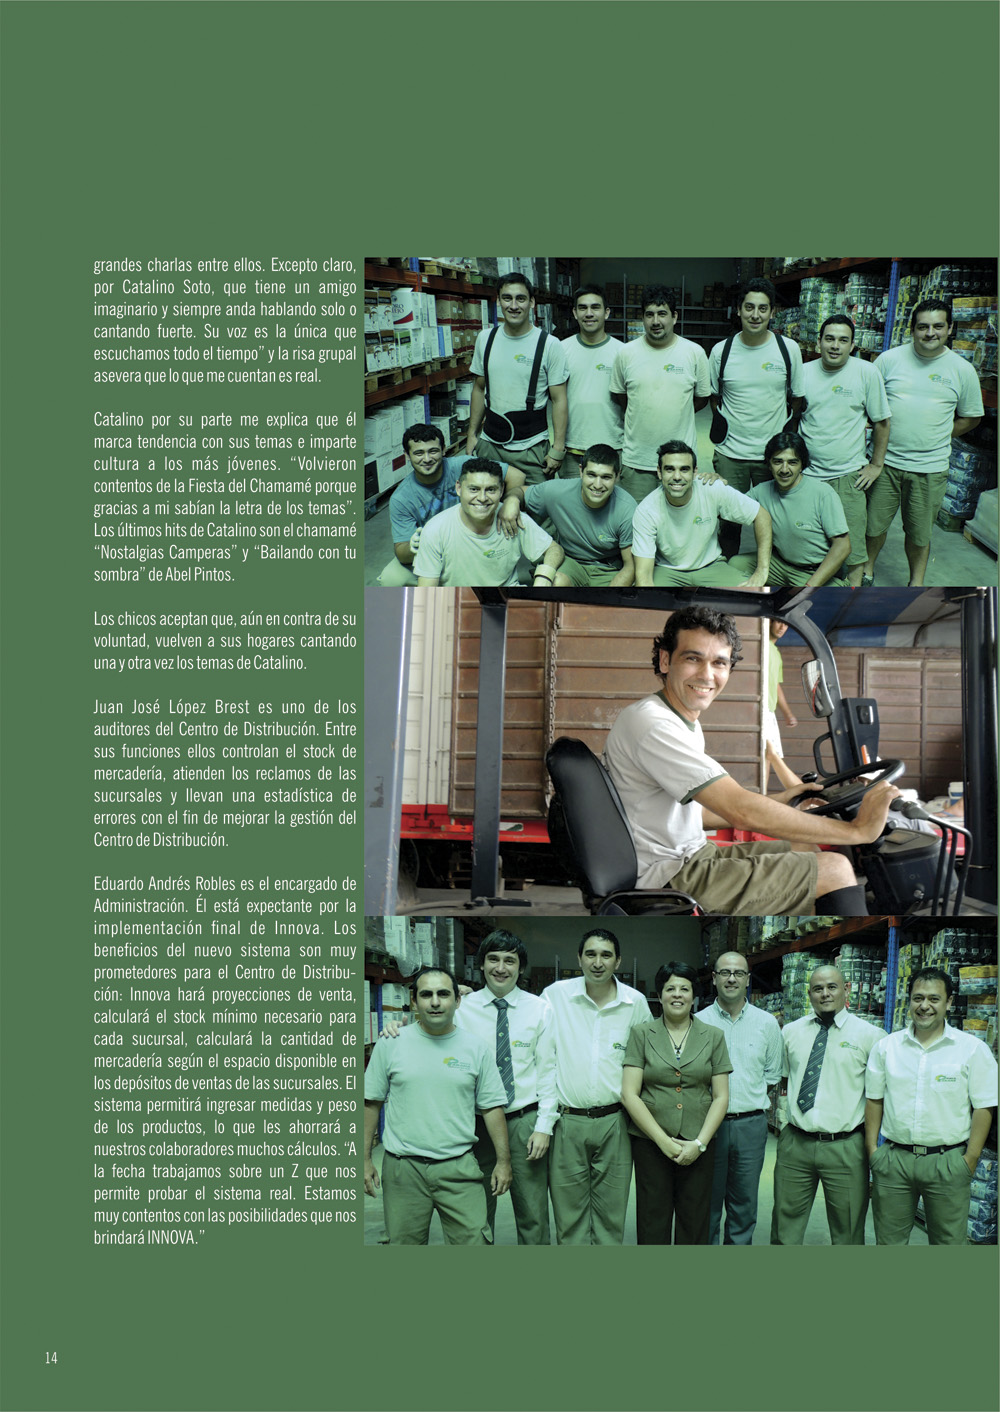 grandes charlas entre ellos. Excepto claro,
por Catalino Soto, que tiene un amigo
imaginario y siempre anda hablando solo o
cantando fuerte. Su voz es la única que
escuchamos todo el tiempo” y la risa grupal
asevera que lo que me cuentan es real.
Catalino por su parte me explica que él
marca tendencia con sus temas e imparte
cultura a los más jóvenes. “Volvieron
contentos de la Fiesta del Chamamé porque
gracias a mi sabían la letra de los temas”.
Los últimos hits de Catalino son el chamamé
“Nostalgias Camperas” y “Bailando con tu
sombra” de Abel Pintos.
Los chicos aceptan que, aún en contra de su
voluntad, vuelven a sus hogares cantando
una y otra vez los temas de Catalino.
Juan José López Brest es uno de los
auditores del Centro de Distribución. Entre
sus funciones ellos controlan el stock de
mercadería, atienden los reclamos de las
sucursales y llevan una estadística de
errores con el fin de mejorar la gestión del
Centro de Distribución.
Eduardo Andrés Robles es el encargado de
Administración. Él está expectante por la
implementación final de Innova. Los
beneficios del nuevo sistema son muy
prometedores para el Centro de Distribu-
ción: Innova hará proyecciones de venta,
calculará el stock mínimo necesario para
cada sucursal, calculará la cantidad de
mercadería según el espacio disponible en
los depósitos de ventas de las sucursales. El
sistema permitirá ingresar medidas y peso
de los productos, lo que les ahorrará a
nuestros colaboradores muchos cálculos. “A
la fecha trabajamos sobre un Z que nos
permite probar el sistema real. Estamos
muy contentos con las posibilidades que nos
brindará INNOVA.”
14